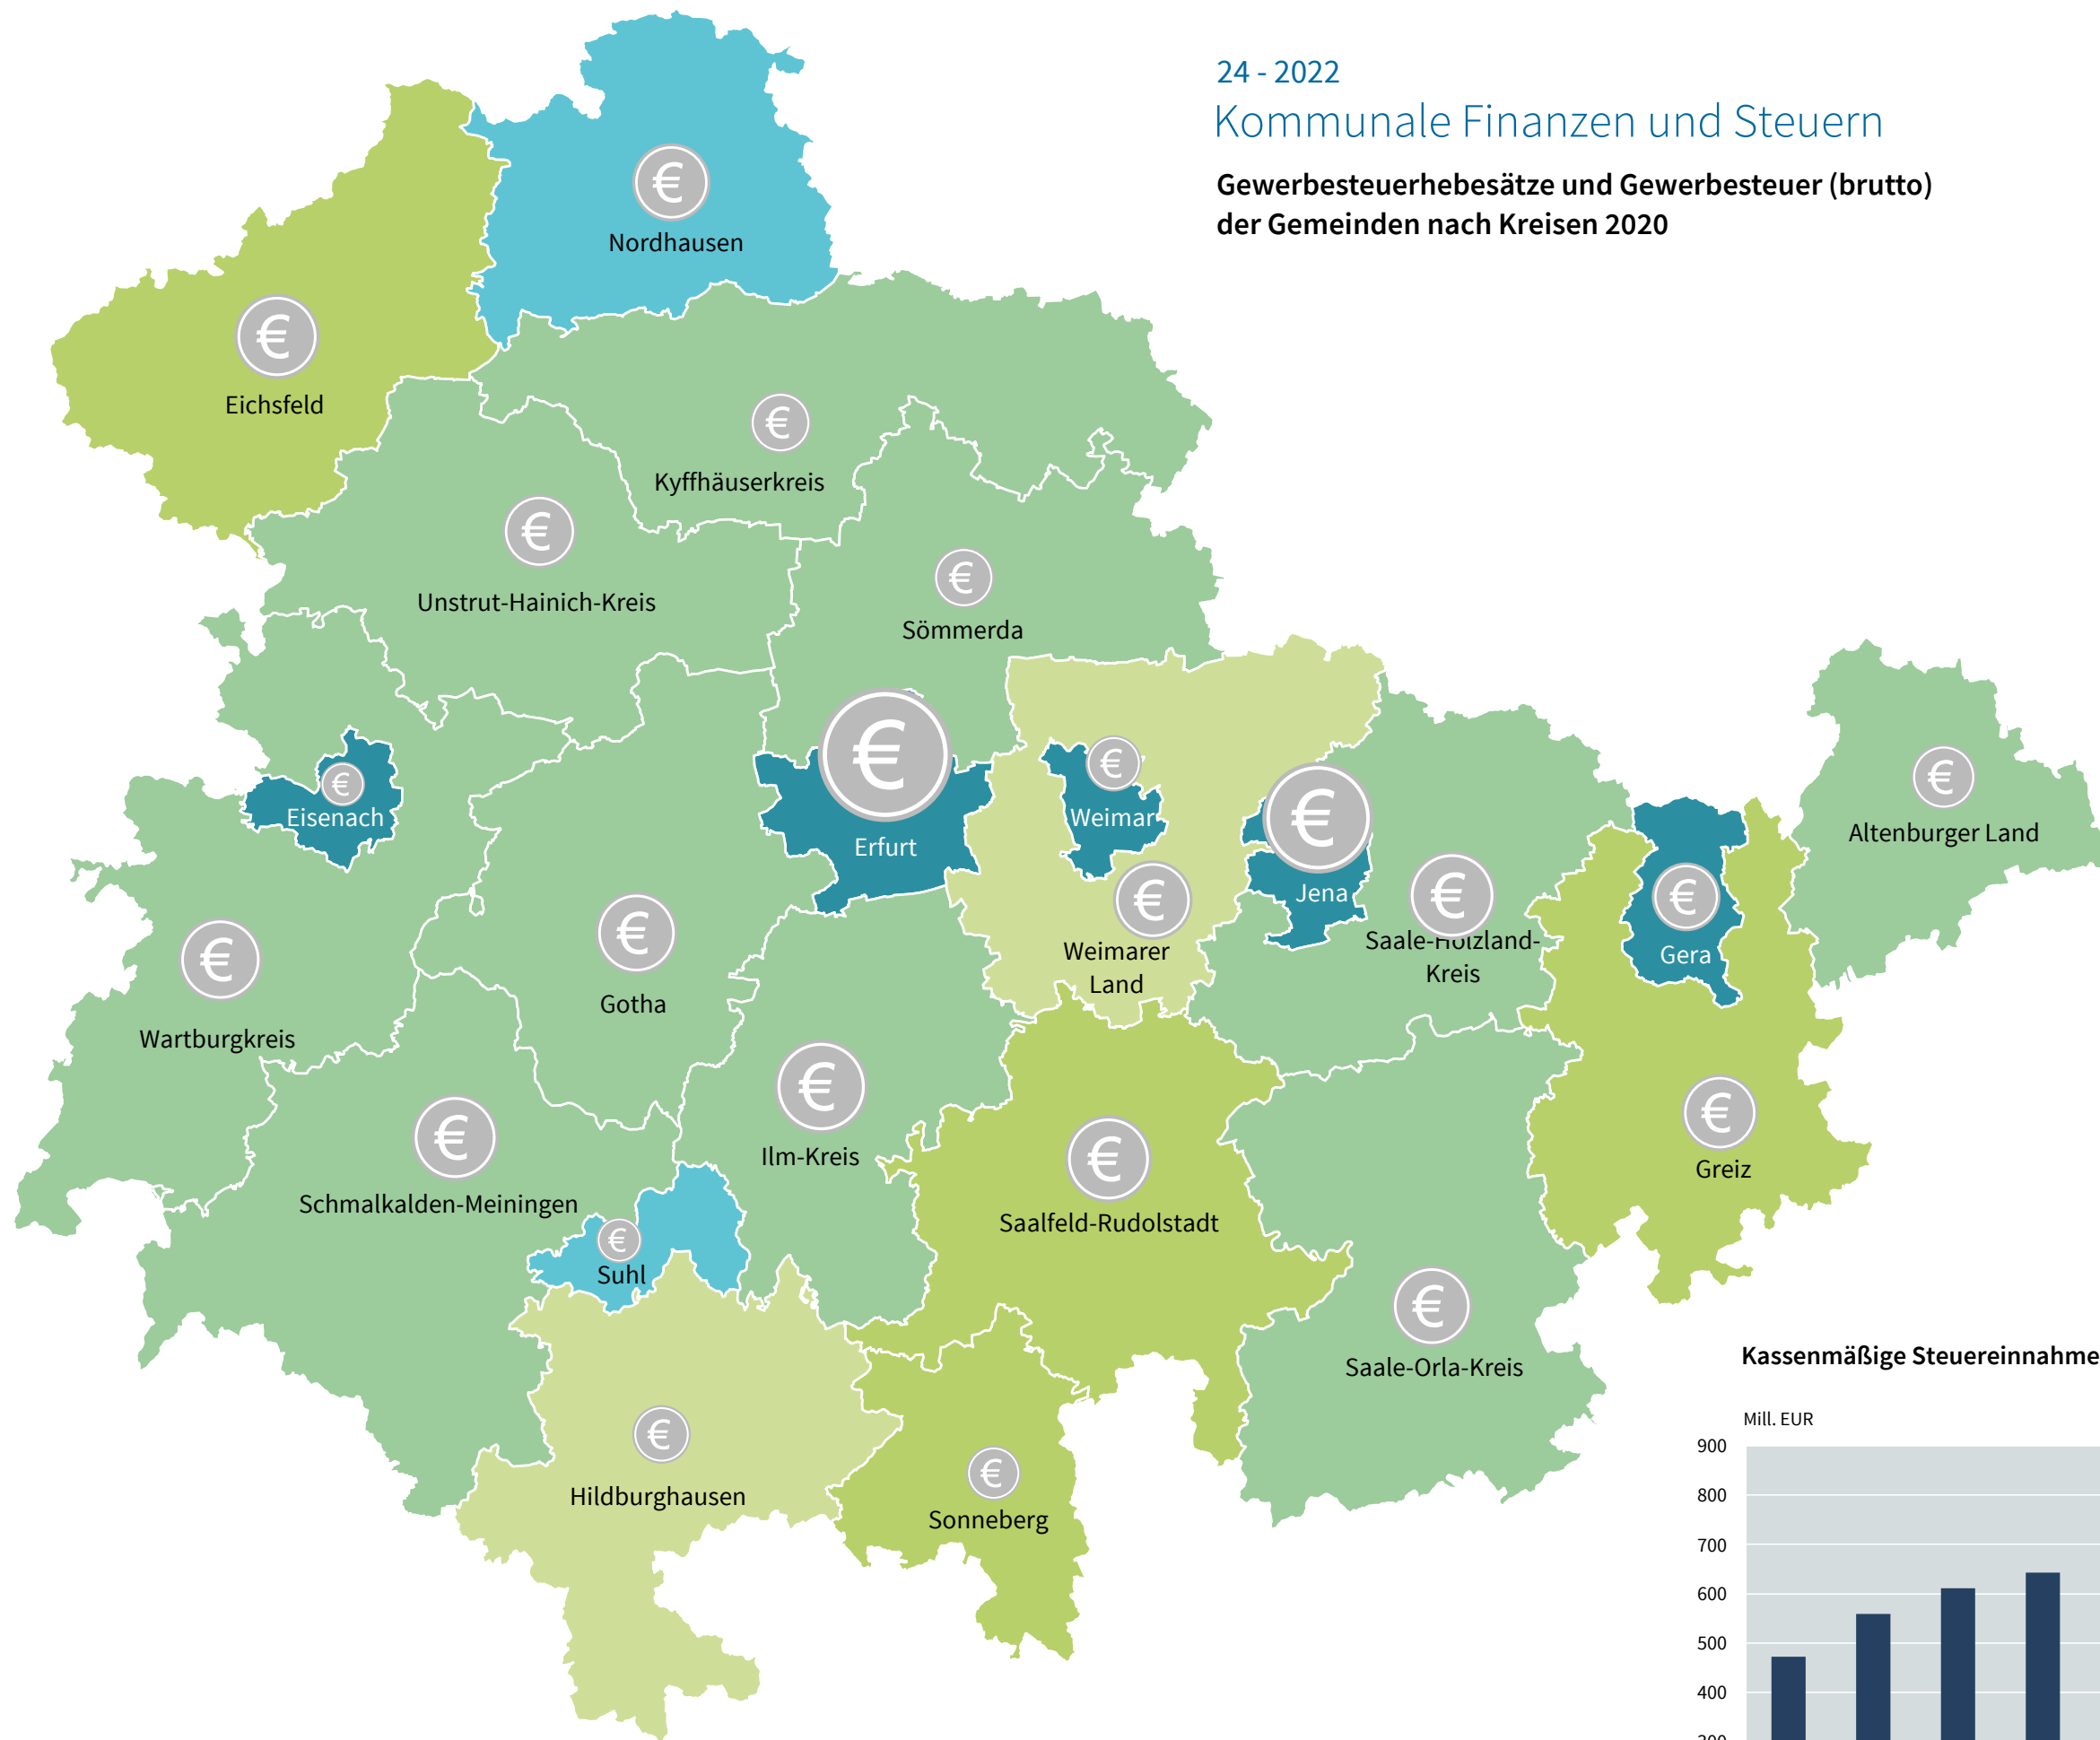 24 - 2022
Kommunale Finanzen und Steuern
Gewerbesteuerhebesätze und Gewerbesteuer (brutto)
der Gemeinden nach Kreisen 2020
€
Nordhausen
€
Eichsfeld
€
Kyffhäuserkreis
€
Unstrut-Hainich-Kreis
€
Sömmerda
€
Eisenach
€
Erfurt
€
Weimar
€
Weimarer
Land
€
Jena
€
Saale-Holzland-
Kreis
€
Gera
€
Altenburger Land
€
Wartburgkreis
€
Gotha
€
Ilm-Kreis
€
Schmalkalden-Meiningen
€
Suhl
€
Saalfeld-Rudolstadt
€
Greiz
€
Saale-Orla-Kreis
€
Hildburghausen
€
Sonneberg
Kassenmäßige Steuereinnahme
Mill. EUR
900
800
700
600
500
400